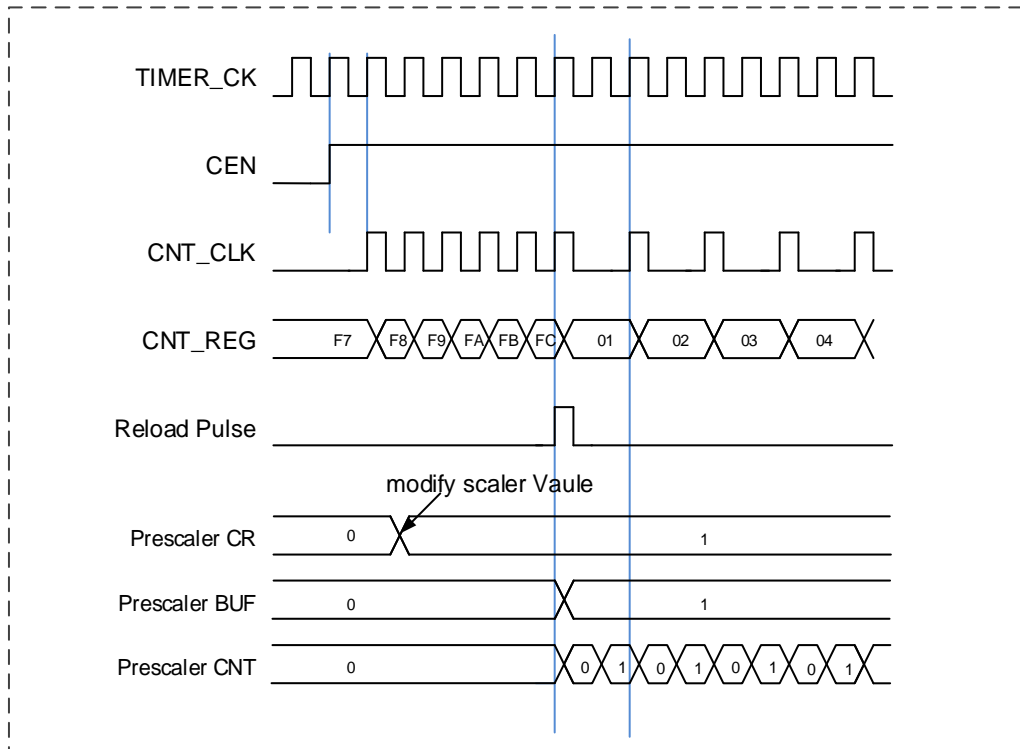 TIMER_CK
CEN
CNT_CLK
CNT_REG F7 F8 F9 FA FB FC 01 02 03 04
Reload Pulse
modify scaler Vaule
Prescaler CR 0 1
Prescaler BUF 0 1
Prescaler CNT 0 0 1 0 1 0 1 0 1